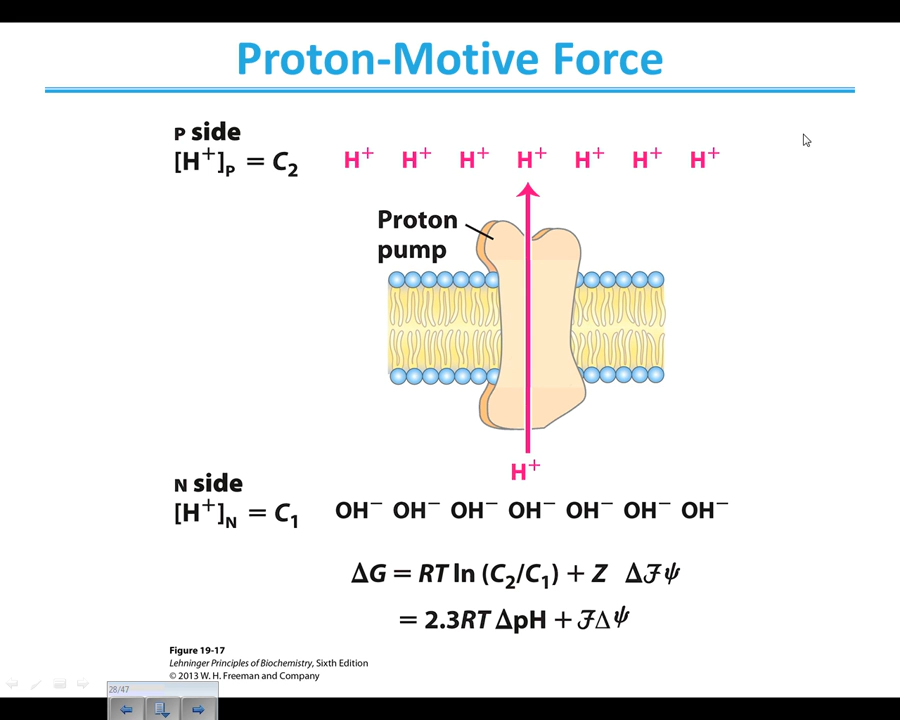 Proton-Motive Force
P side
[H⁺]ₚ = C₂
H⁺ H⁺ H⁺ H⁺ H⁺ H⁺ H⁺
Proton
pump
H⁺
N side
[H⁺]_N = C₁
OH⁻ OH⁻ OH⁻ OH⁻ OH⁻ OH⁻ OH⁻
ΔG = RT ln (C₂/C₁) + Z Δℱψ
= 2.3RT ΔpH + ℱΔψ
Figure 19-17
Lehninger Principles of Biochemistry, Sixth Edition
© 2013 W. H. Freeman and Company
28/47